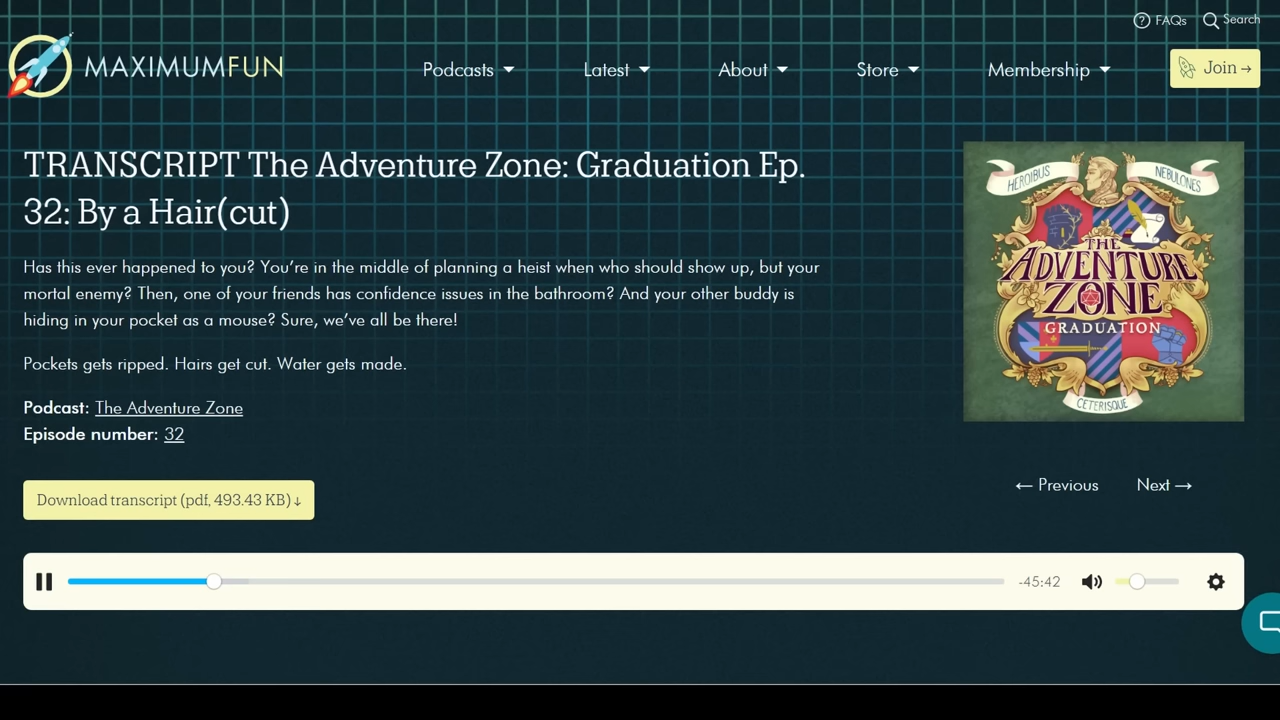 FAQs Search
MAXIMUMFUN
Podcasts Latest About Store Membership Join →
TRANSCRIPT The Adventure Zone: Graduation Ep.
32: By a Hair(cut)
Has this ever happened to you? You're in the middle of planning a heist when who should show up, but your
mortal enemy? Then, one of your friends has confidence issues in the bathroom? And your other buddy is
hiding in your pocket as a mouse? Sure, we've all be there!
Pockets gets ripped. Hairs get cut. Water gets made.
Podcast: The Adventure Zone
Episode number: 32
Download transcript (pdf, 493.43 KB) ↓
HEROIBUS
NEBULONES
THE
ADVENTURE
ZONE
GRADUATION
CETERISQUE
← Previous Next →
-45:42